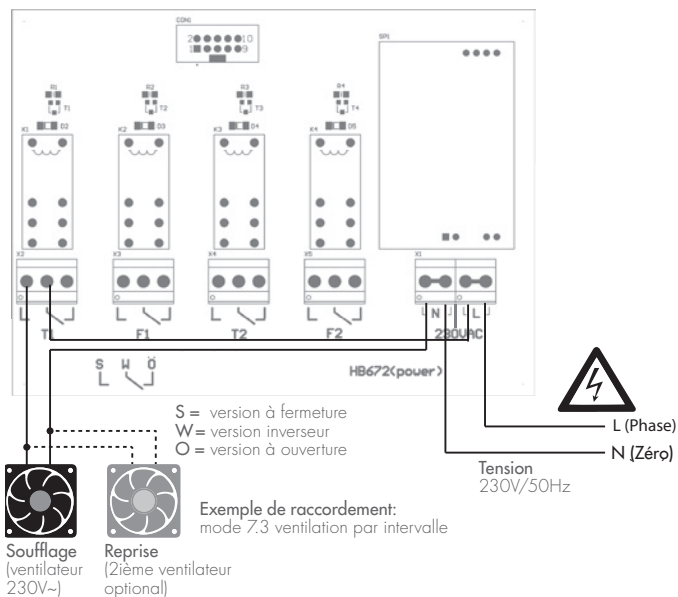 CON1
2 10
1 9
SP1
R1
R2
R3
R4
T1
T2
T3
T4
K1
D2
K2
D3
K3
D4
K4
D5
X2
X3
X4
X5
X1
T1
F1
T2
F2
N
L
230VAC
S W Ö
HB672(power)
S = version à fermeture
W = version inverseur
O = version à ouverture
L (Phase)
N (Zéro)
Tension
230V/50Hz
Exemple de raccordement:
mode 7.3 ventilation par intervalle
Soufflage
(ventilateur
230V~)
Reprise
(2ième ventilateur
optional)